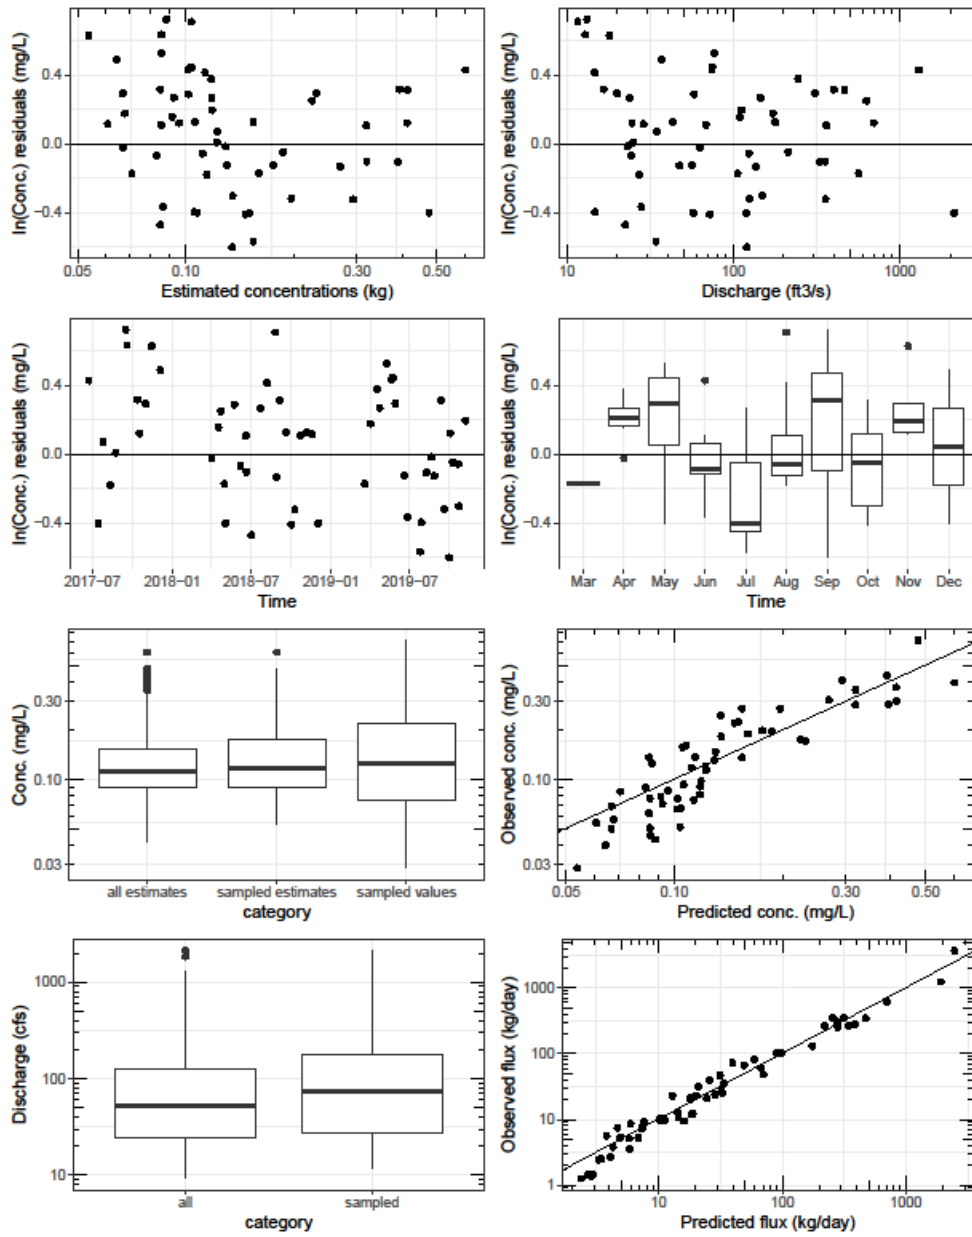 ln(Conc.) residuals (mg/L)
0.4
0.0
−0.4
0.05 0.10 0.30 0.50
Estimated concentrations (kg)
ln(Conc.) residuals (mg/L)
0.4
0.0
−0.4
10 100 1000
Discharge (ft3/s)
ln(Conc.) residuals (mg/L)
0.4
0.0
−0.4
2017−07 2018−01 2018−07 2019−01 2019−07
Time
ln(Conc.) residuals (mg/L)
0.4
0.0
−0.4
Mar Apr May Jun Jul Aug Sep Oct Nov Dec
Time
Conc. (mg/L)
0.30
0.10
0.03
all estimates sampled estimates sampled values
category
Observed conc. (mg/L)
0.30
0.10
0.03
0.05 0.10 0.30 0.50
Predicted conc. (mg/L)
Discharge (cfs)
1000
100
10
all sampled
category
Observed flux (kg/day)
1000
100
10
1
10 100 1000
Predicted flux (kg/day)